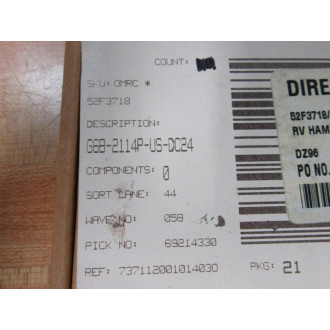 COUNT:
SKU: OMRC *
52F3718
DESCRIPTION:
G6B-2114P-US-DC24
COMPONENTS: 0
SORT LANE: 44
WAVE NO: 058
PICK NO: 69214330
REF: 737112001014030
PKG: 21
DIRE
52F3718/
RV HAM
DZ96
PO NO.